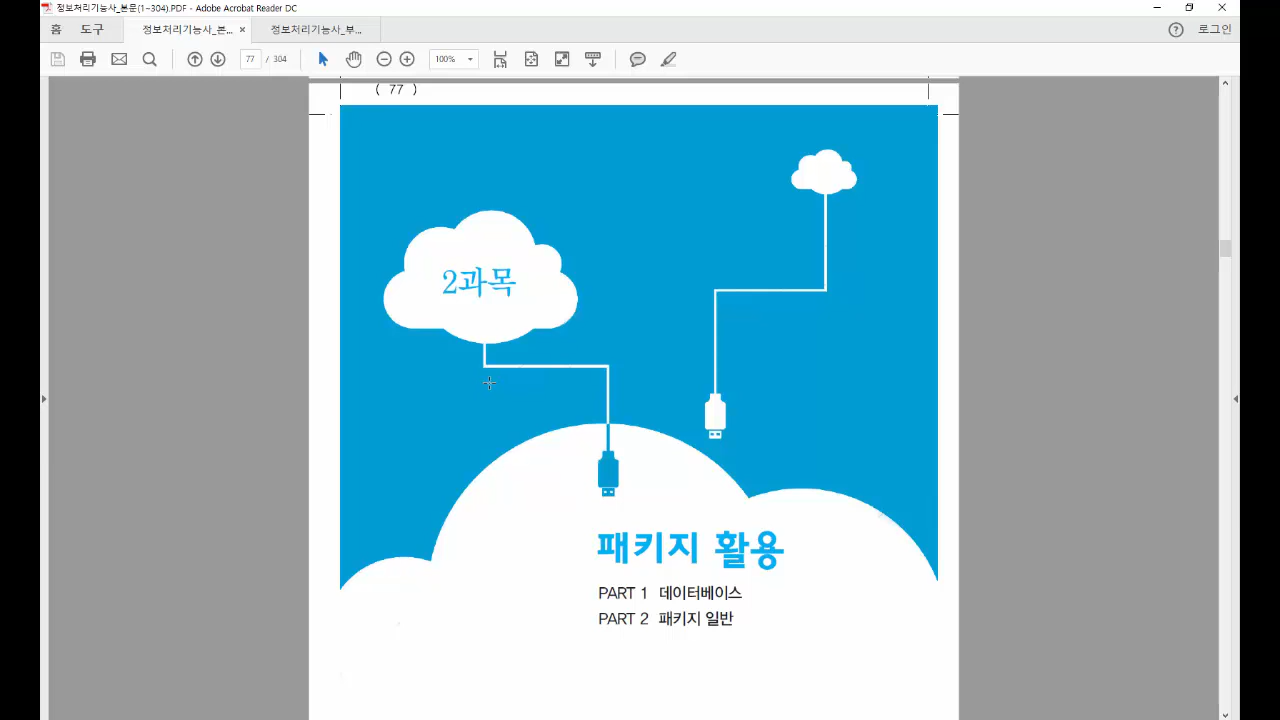 정보처리기능사_본문(1-304).PDF - Adobe Acrobat Reader DC
홈 도구 정보처리기능사_본... × 정보처리기능사_부... 로그인
77 / 304 100%
( 77 )
2과목
패키지 활용
PART 1 데이터베이스
PART 2 패키지 일반